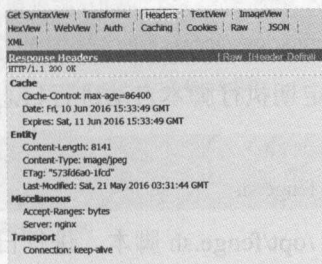 Get SyntaxView Transformer Headers TextView ImageView
HexView WebView Auth Caching Cookies Raw JSON
XML
Response Headers [Raw] [Header Defini
HTTP/1.1 200 OK
Cache
Cache-Control: max-age=86400
Date: Fri, 10 Jun 2016 15:33:49 GMT
Expires: Sat, 11 Jun 2016 15:33:49 GMT
Entity
Content-Length: 8141
Content-Type: image/jpeg
ETag: "573fd6a0-1fcd"
Last-Modified: Sat, 21 May 2016 03:31:44 GMT
Miscellaneous
Accept-Ranges: bytes
Server: nginx
Transport
Connection: keep-alive